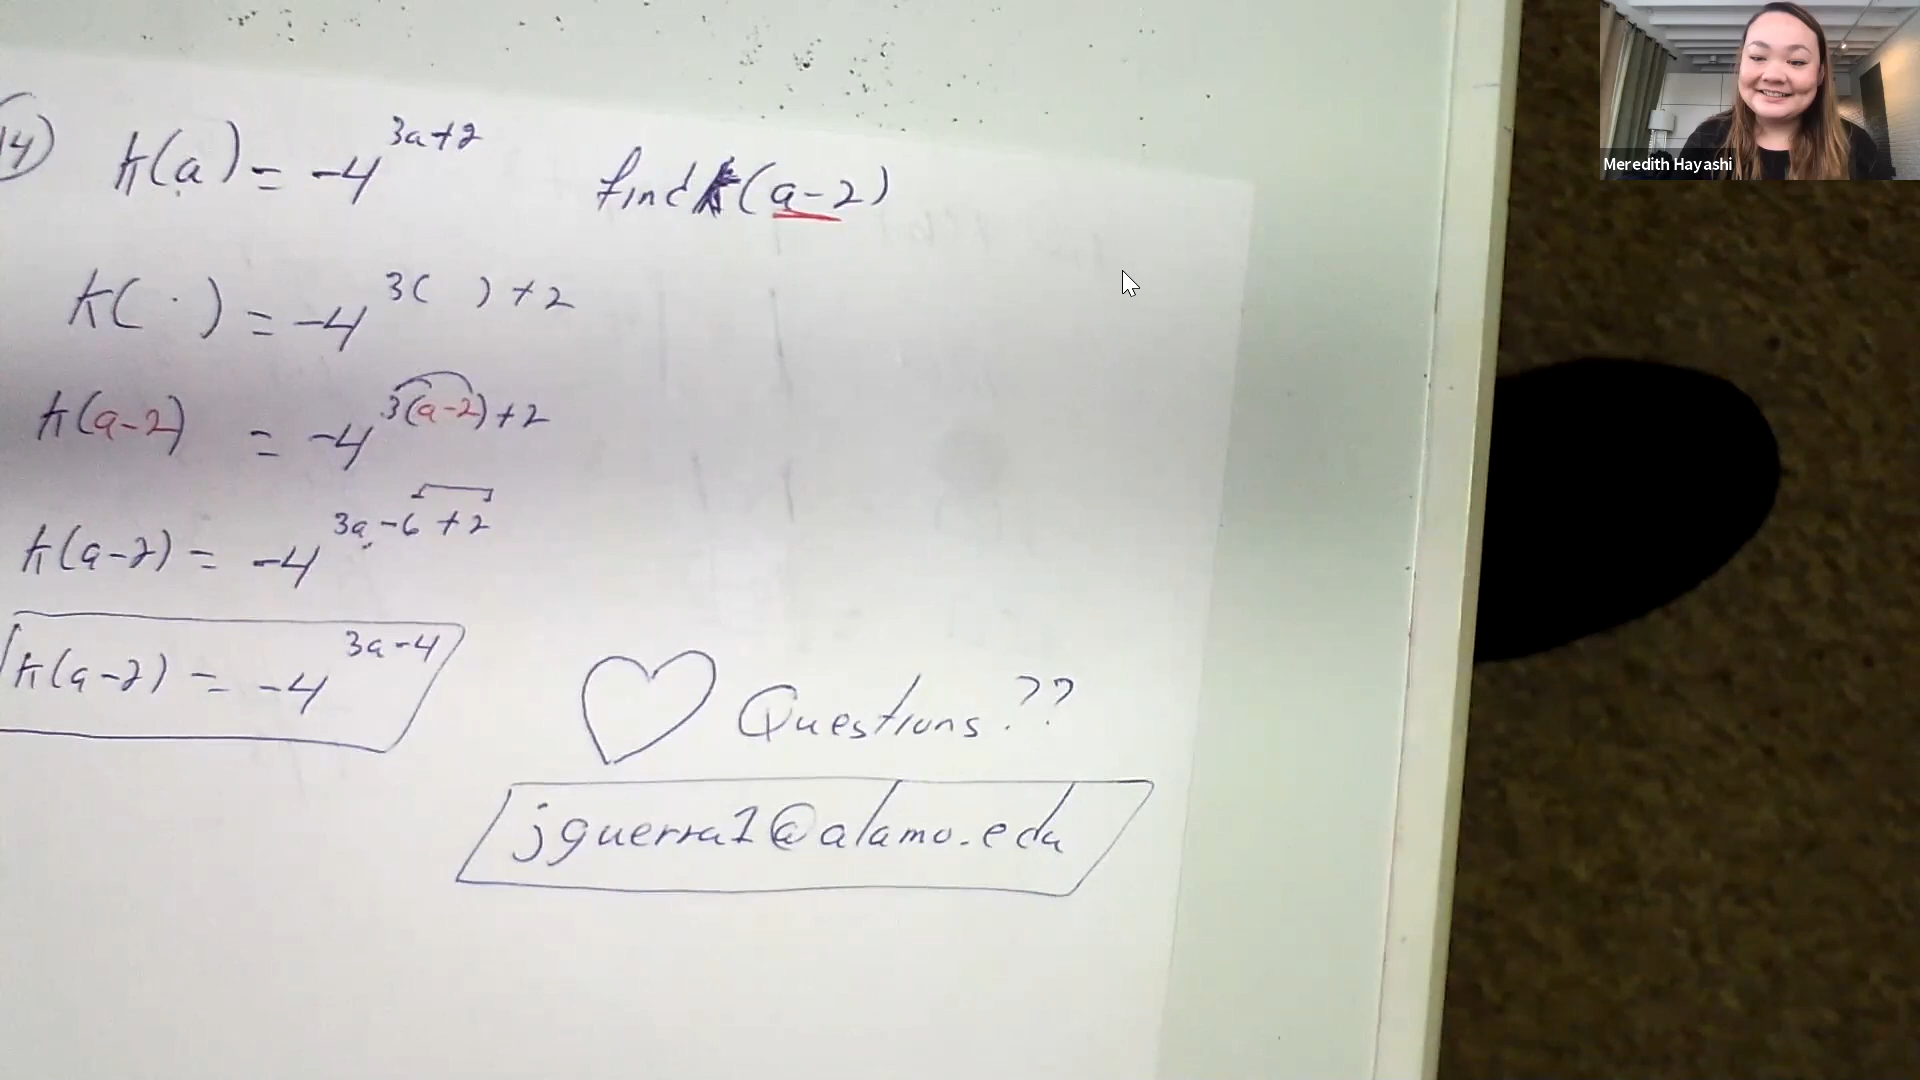 14) k(a) = -4^{3a+2} find k(a-2)
k( · ) = -4^{3( )+2}
k(a-2) = -4^{3(a-2)+2}
k(a-2) = -4^{3a-6+2}
k(a-2) = -4^{3a-4}
Questions??
jguerra1@alamo.edu
Meredith Hayashi